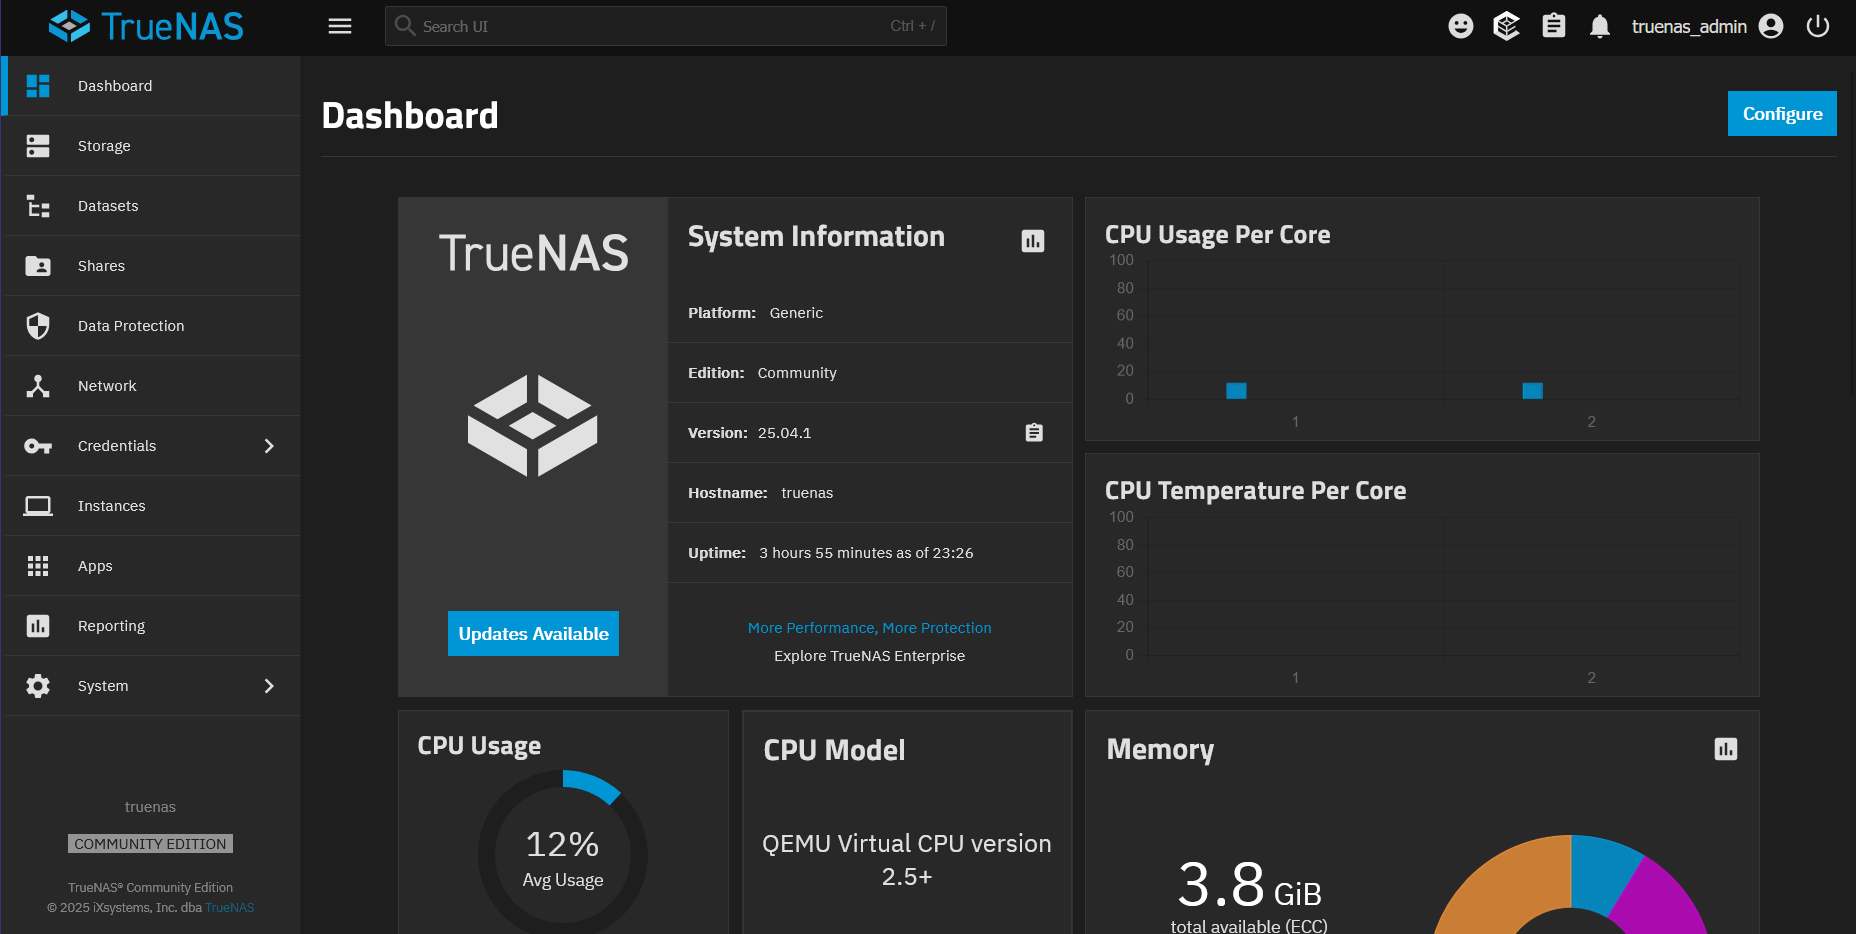 TrueNAS
Search UI
Ctrl + /
truenas_admin
Dashboard
Storage
Datasets
Shares
Data Protection
Network
Credentials
Instances
Apps
Reporting
System
truenas
COMMUNITY EDITION
TrueNAS® Community Edition
© 2025 iXsystems, Inc. dba TrueNAS
Dashboard
Configure
TrueNAS
Updates Available
System Information
Platform: Generic
Edition: Community
Version: 25.04.1
Hostname: truenas
Uptime: 3 hours 55 minutes as of 23:26
More Performance, More Protection
Explore TrueNAS Enterprise
CPU Usage Per Core
100
80
60
40
20
0
1 2
CPU Temperature Per Core
100
80
60
40
20
0
1 2
CPU Usage
12%
Avg Usage
CPU Model
QEMU Virtual CPU version
2.5+
Memory
3.8 GiB
total available (ECC)